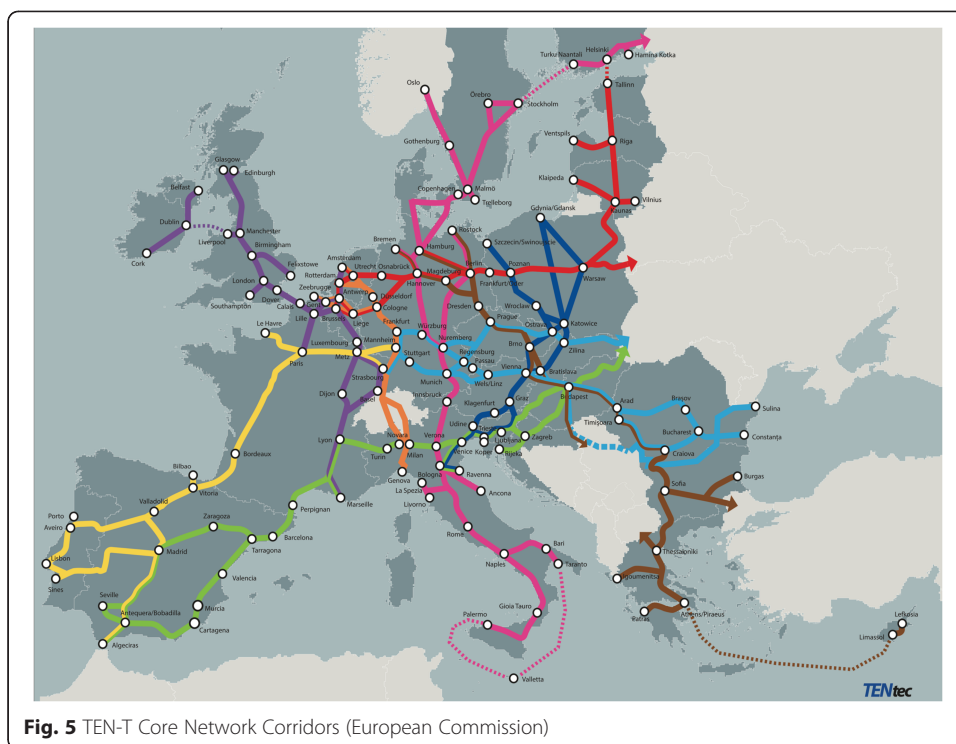 Helsinki
Turku/Naantali
Hamina Kotka
Oslo
Örebro
Stockholm
Tallinn
Gothenburg
Ventspils
Riga
Glasgow
Edinburgh
Klaipeda
Belfast
Copenhagen
Malmö
Trelleborg
Vilnius
Kaunas
Gdynia/Gdansk
Dublin
Manchester
Liverpool
Rostock
Bremen
Hamburg
Szczecin/Swinoujscie
Cork
Birmingham
Felixstowe
Amsterdam
Utrecht
Osnabrück
Berlin
Poznan
Rotterdam
Magdeburg
Frankfurt/Oder
Warsaw
London
Zeebrugge
Antwerp
Düsseldorf
Hannover
Dover
Southampton
Calais
Gent
Cologne
Dresden
Wroclaw
Lille
Brussels
Liege
Frankfurt
Prague
Ostrava
Katowice
Le Havre
Würzburg
Luxembourg
Mannheim
Nuremberg
Regensburg
Brno
Zilina
Paris
Metz
Stuttgart
Passau
Strasbourg
Munich
Wels/Linz
Vienna
Bratislava
Dijon
Basel
Innsbruck
Klagenfurt
Graz
Budapest
Arad
Braşov
Sulina
Udine
Timişoara
Bucharest
Lyon
Novara
Verona
Ljubljana
Zagreb
Constanţa
Turin
Milan
Venice
Koper
Rijeka
Craiova
Bordeaux
Bologna
Ravenna
Genova
La Spezia
Ancona
Sofia
Burgas
Bilbao
Vitoria
Marseille
Livorno
Perpignan
Porto
Valladolid
Zaragoza
Aveiro
Barcelona
Rome
Madrid
Tarragona
Bari
Thessaloniki
Lisbon
Naples
Taranto
Sines
Valencia
Igoumenitsa
Seville
Murcia
Gioia Tauro
Patras
Athens/Piraeus
Antequera/Bobadilla
Palermo
Lefkosia
Cartagena
Limassol
Algeciras
Valletta
TENtec
Fig. 5 TEN-T Core Network Corridors (European Commission)